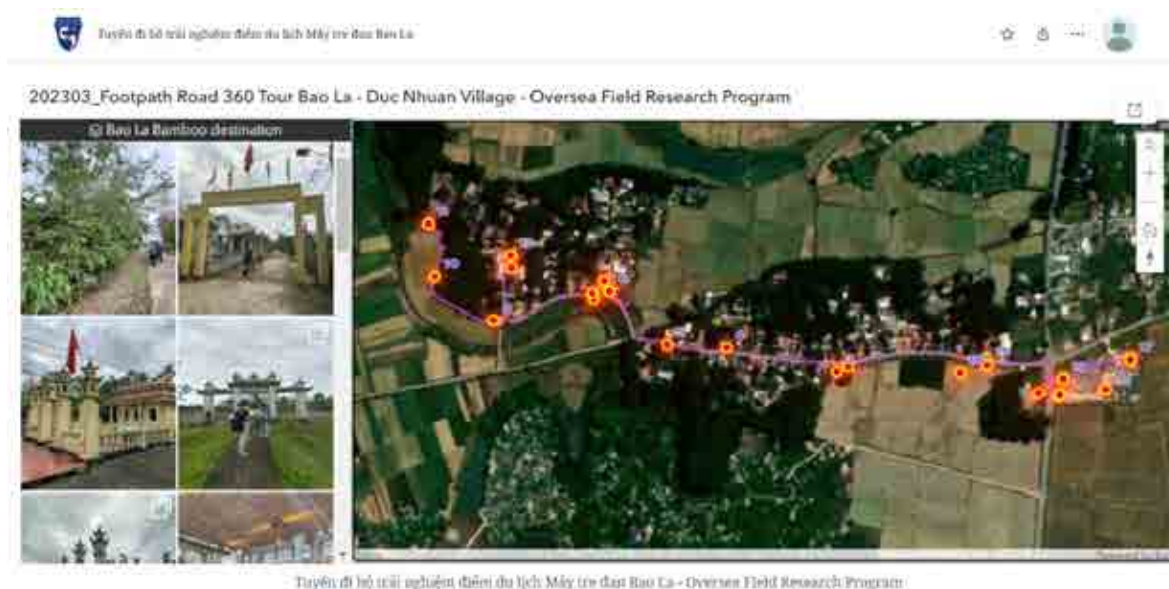 Tuyến đi bộ trải nghiệm điểm du lịch Mây tre đan Bao La
202303_Footpath Road 360 Tour Bao La - Duc Nhuan Village - Oversea Field Research Program
Bao La Bamboo destination
Tuyến đi bộ trải nghiệm điểm du lịch Mây tre đan Bao La - Oversea Field Research Program